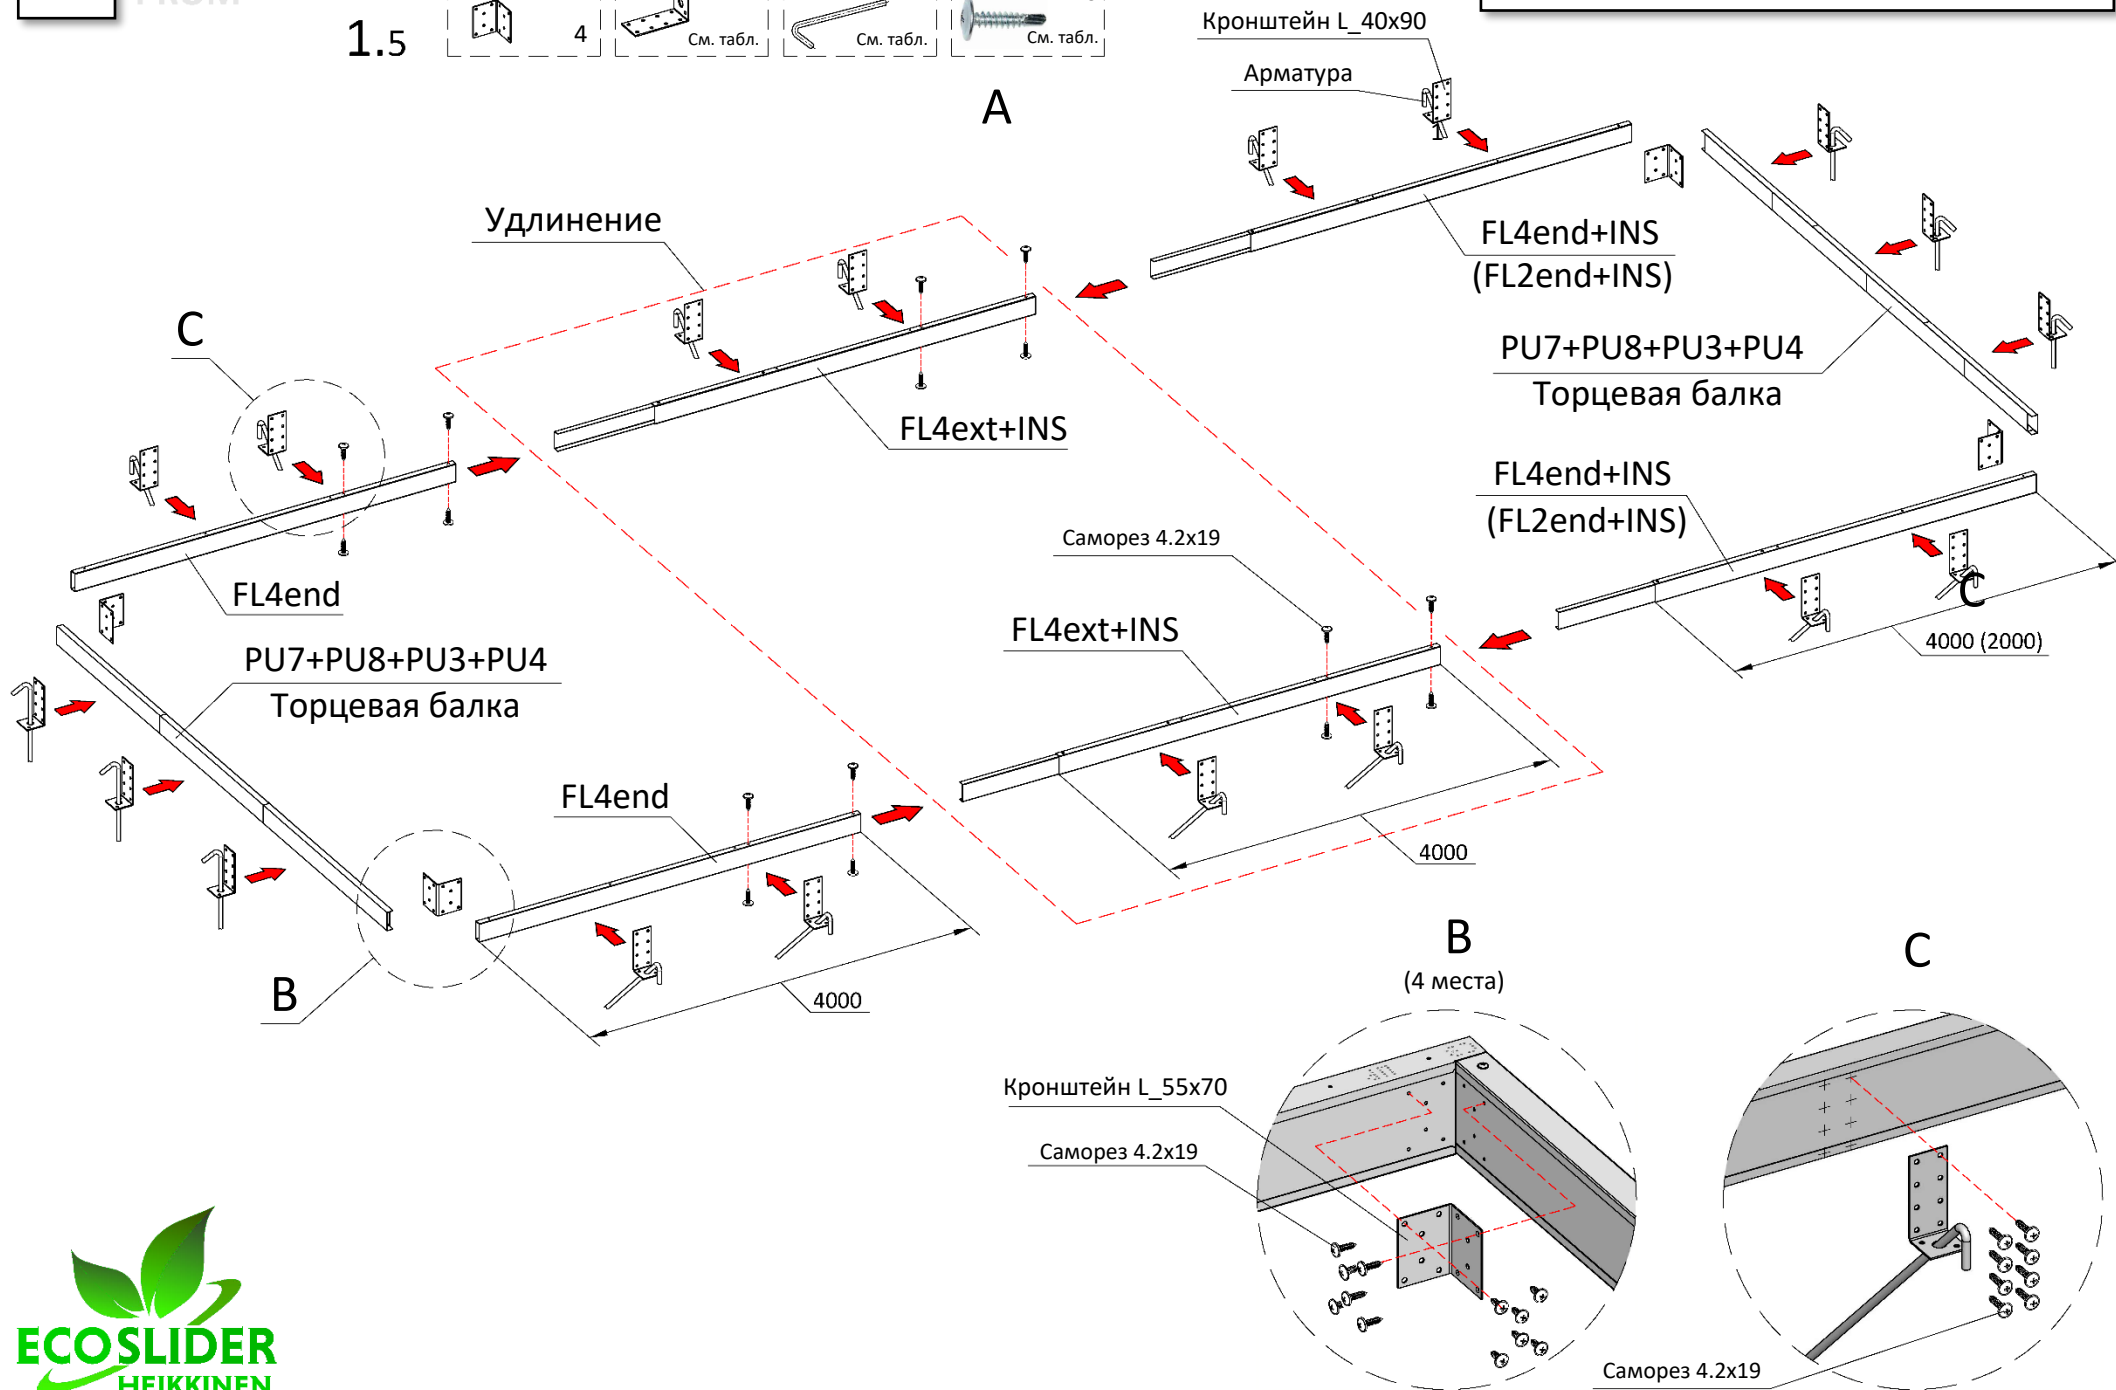 1.5
4
См. табл.
См. табл.
См. табл.
Кронштейн L_40x90
Арматура
A
1
Удлинение
FL4end+INS
(FL2end+INS)
C
PU7+PU8+PU3+PU4
Торцевая балка
FL4ext+INS
FL4end+INS
(FL2end+INS)
Саморез 4.2x19
FL4end
C
FL4ext+INS
4000 (2000)
PU7+PU8+PU3+PU4
Торцевая балка
FL4end
4000
B
4000
B
(4 места)
C
Кронштейн L_55x70
Саморез 4.2x19
Саморез 4.2x19
ECOSLIDER
HEIKKINEN